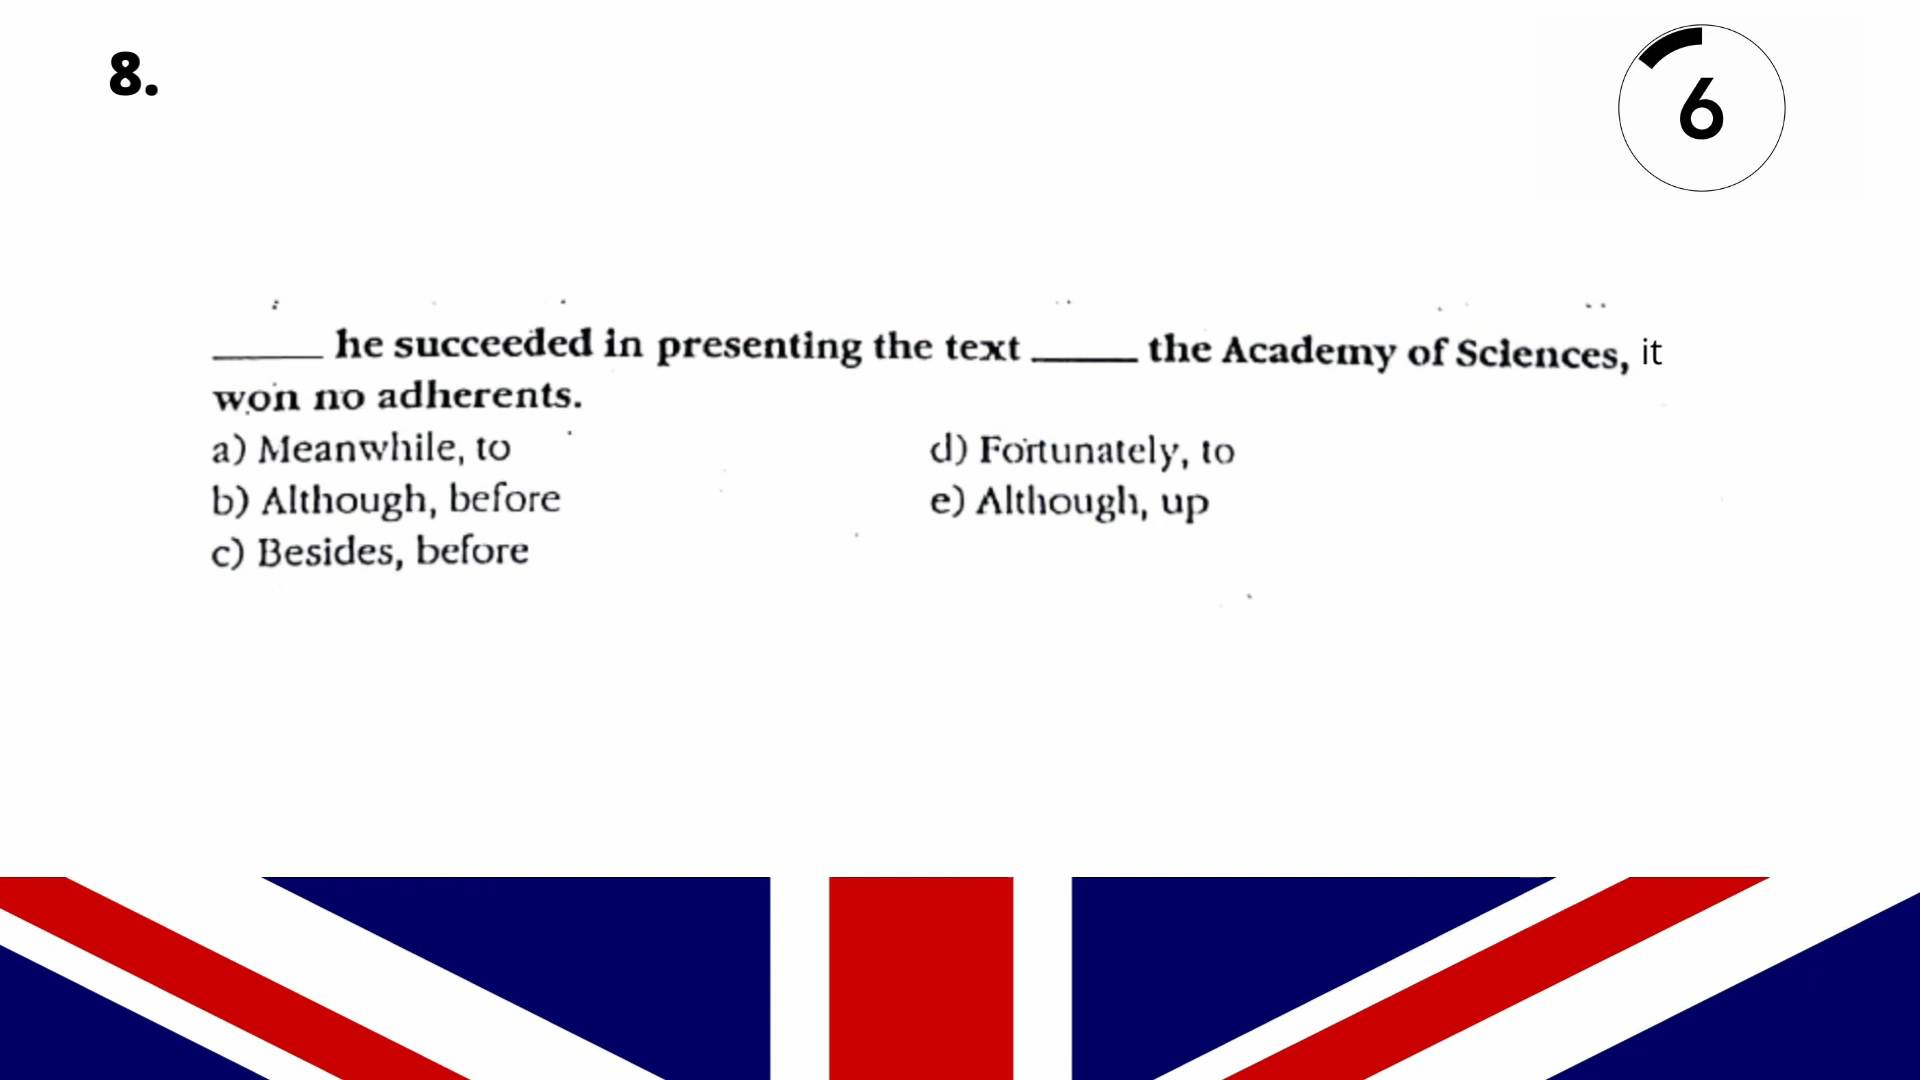 8.
6
_____ he succeeded in presenting the text _____ the Academy of Sciences, it
won no adherents.
a) Meanwhile, to
d) Fortunately, to
b) Although, before
e) Although, up
c) Besides, before